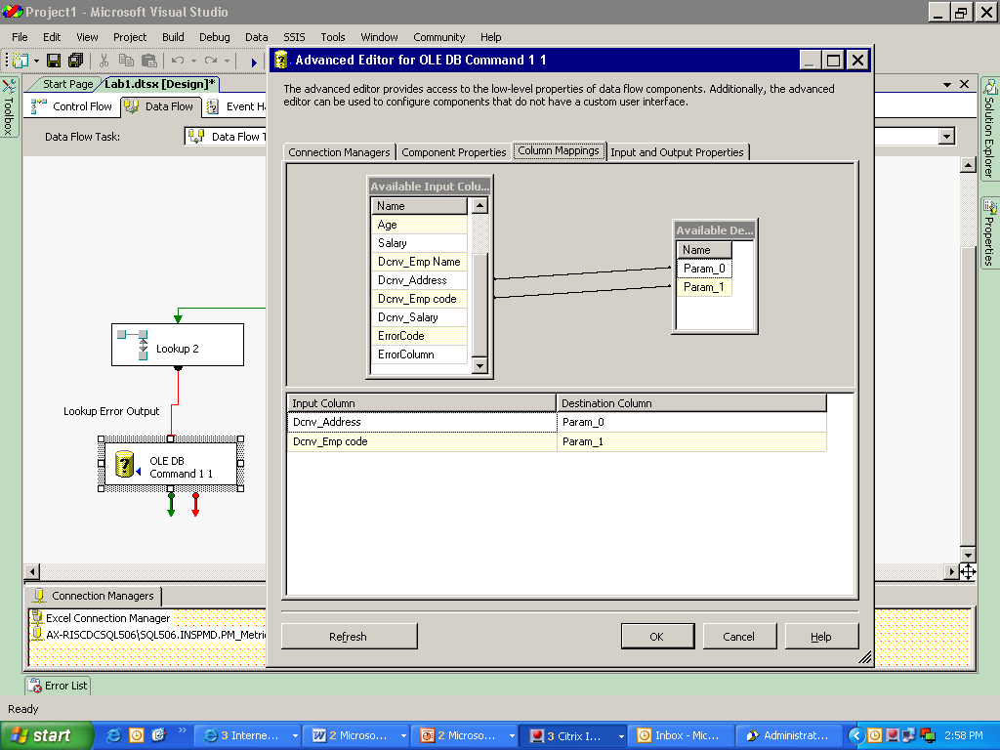 Project1 - Microsoft Visual Studio
File Edit View Project Build Debug Data SSIS Tools Window Community Help
Start Page Lab1.dtsx [Design]*
Control Flow Data Flow Event Ha
Data Flow Task: Data Flow T
Toolbox
Solution Explorer
Properties
Lookup 2
Lookup Error Output
OLE DB
Command 1 1
Advanced Editor for OLE DB Command 1 1
The advanced editor provides access to the low-level properties of data flow components. Additionally, the advanced
editor can be used to configure components that do not have a custom user interface.
Connection Managers Component Properties Column Mappings Input and Output Properties
Available Input Colu...
Name
Age
Salary
Dcnv_Emp Name
Dcnv_Address
Dcnv_Emp code
Dcnv_Salary
ErrorCode
ErrorColumn
Available De...
Name
Param_0
Param_1
Input Column Destination Column
Dcnv_Address Param_0
Dcnv_Emp code Param_1
Refresh OK Cancel Help
Connection Managers
Excel Connection Manager
AX-RISCDCSQL506\SQL506.INSPMD.PM_Metric
Error List
Ready
start 3 Interne... 2 Microso... 2 Microso... 3 Citrix I... Inbox - Mic... Administrat... 2:58 PM